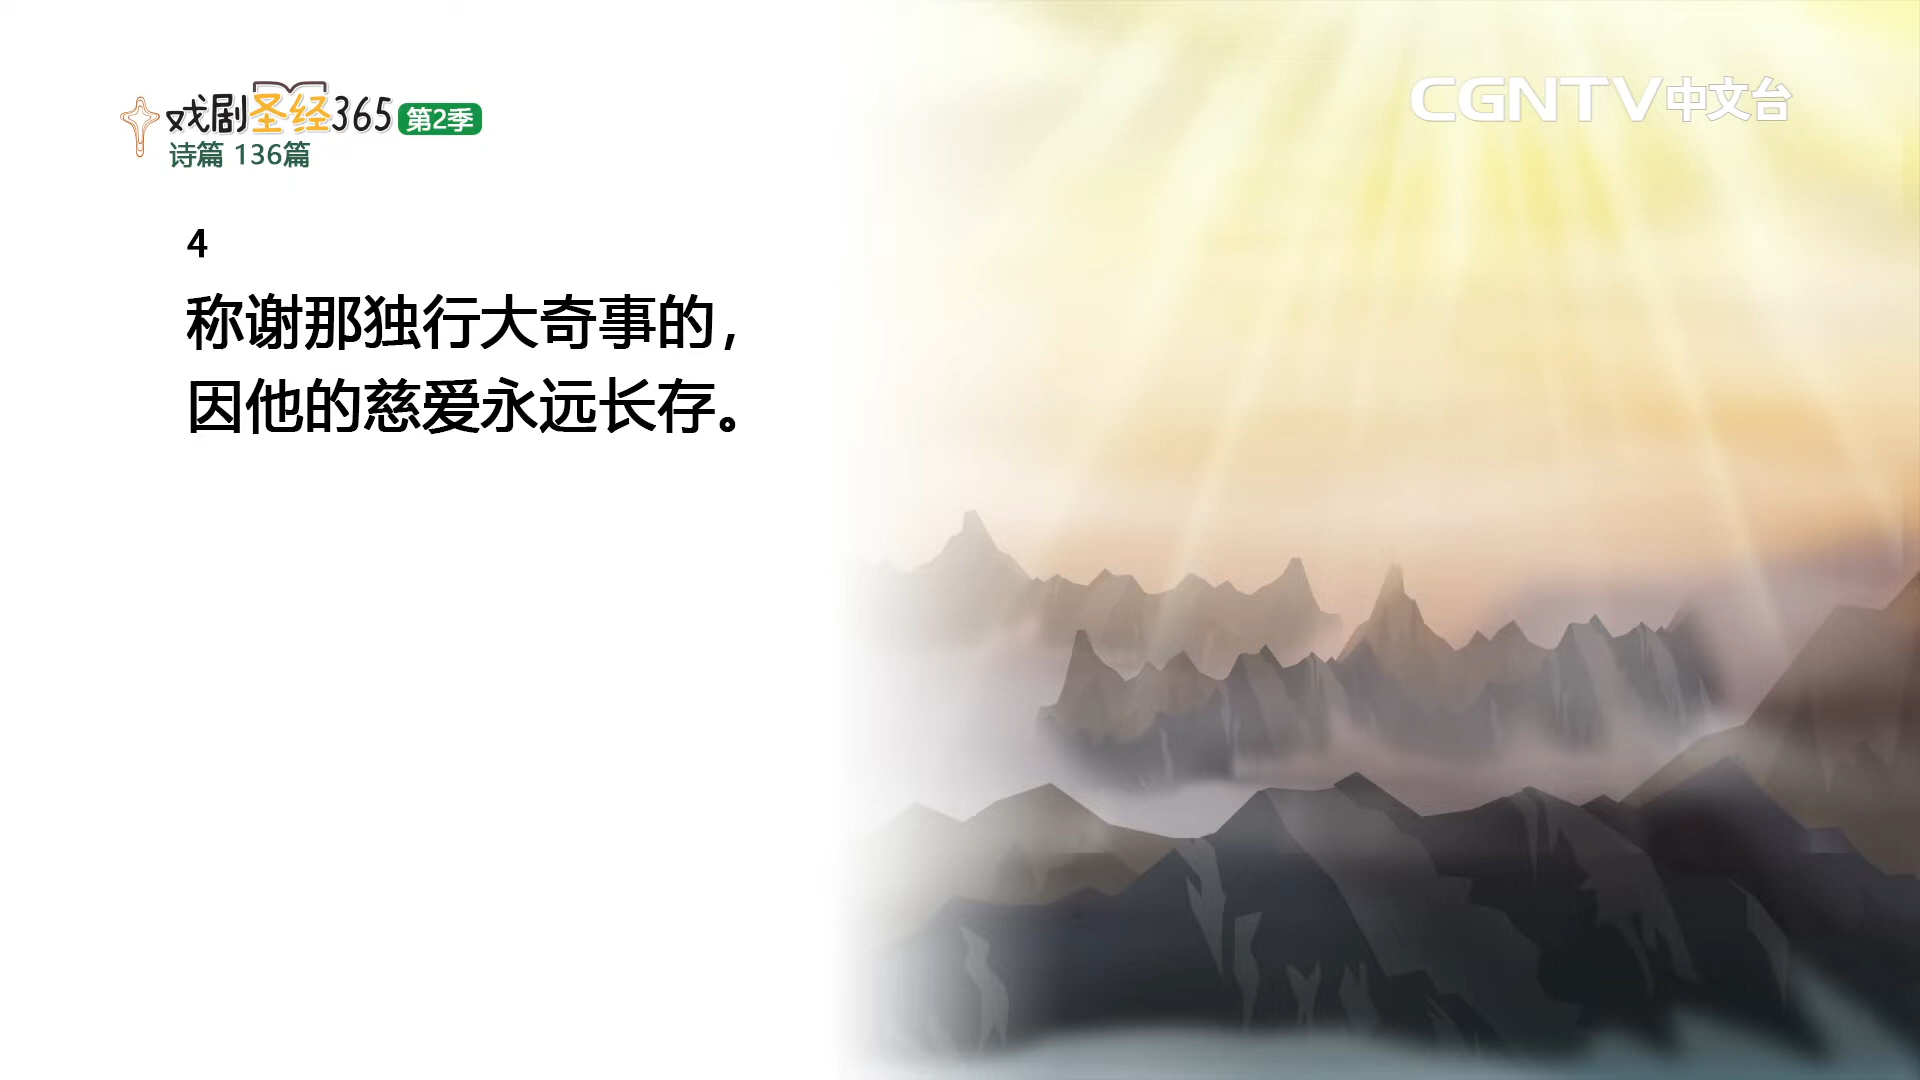 戏剧圣经365 第2季
诗篇 136篇
CGNTV中文台
4
称谢那独行大奇事的，
因他的慈爱永远长存。